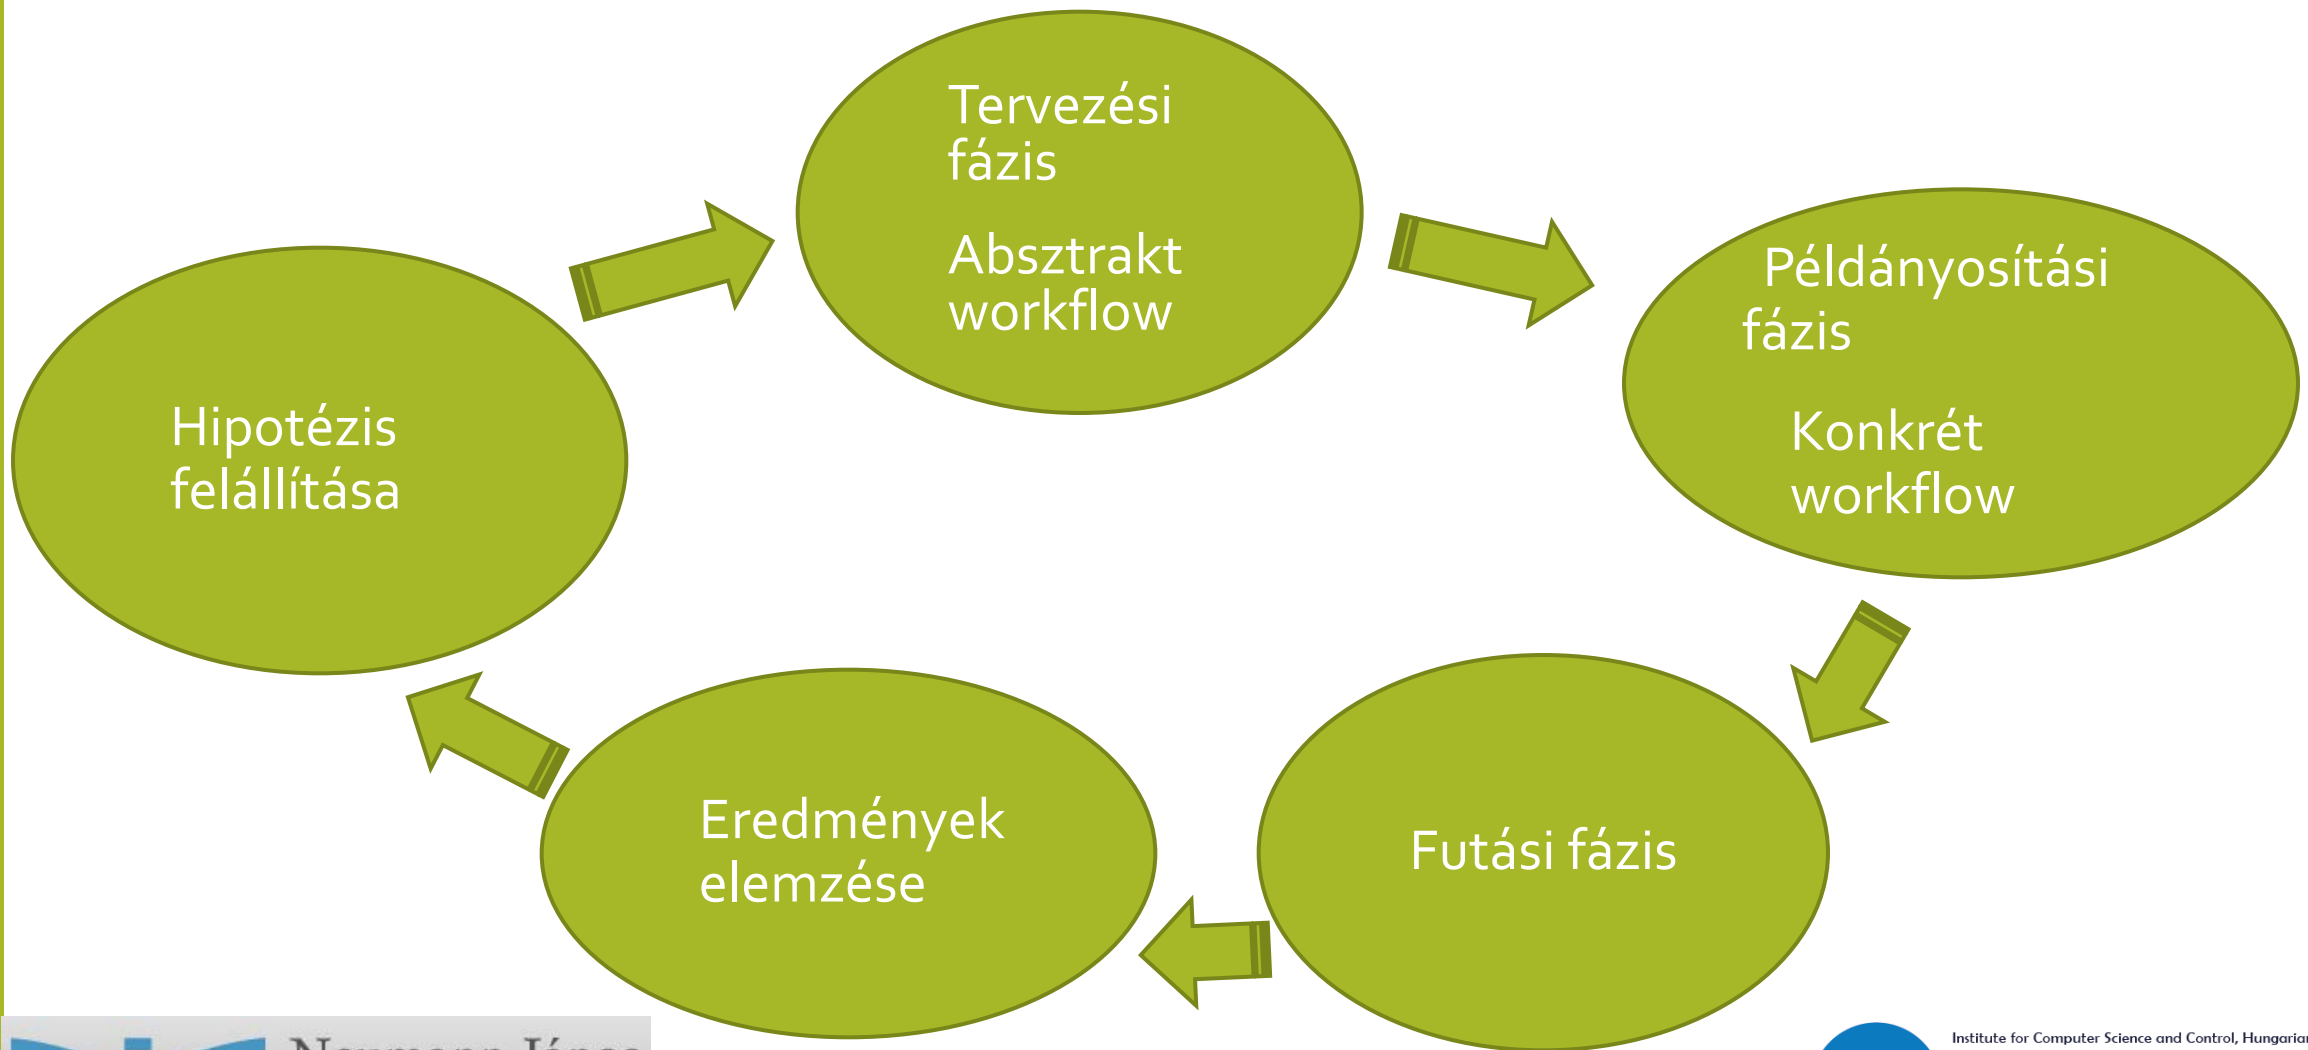 Tervezési
fázis
Absztrakt
workflow
Példányosítási
fázis
Konkrét
workflow
Hipotézis
felállítása
Eredmények
elemzése
Futási fázis
Institute for Computer Science and Control, Hungarian